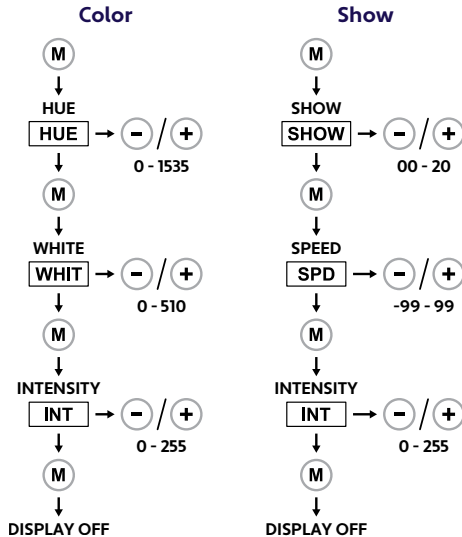 Color
M
HUE
HUE - / +
0 - 1535
M
WHITE
WHIT - / +
0 - 510
M
INTENSITY
INT - / +
0 - 255
M
DISPLAY OFF
Show
M
SHOW
SHOW - / +
00 - 20
M
SPEED
SPD - / +
-99 - 99
M
INTENSITY
INT - / +
0 - 255
M
DISPLAY OFF